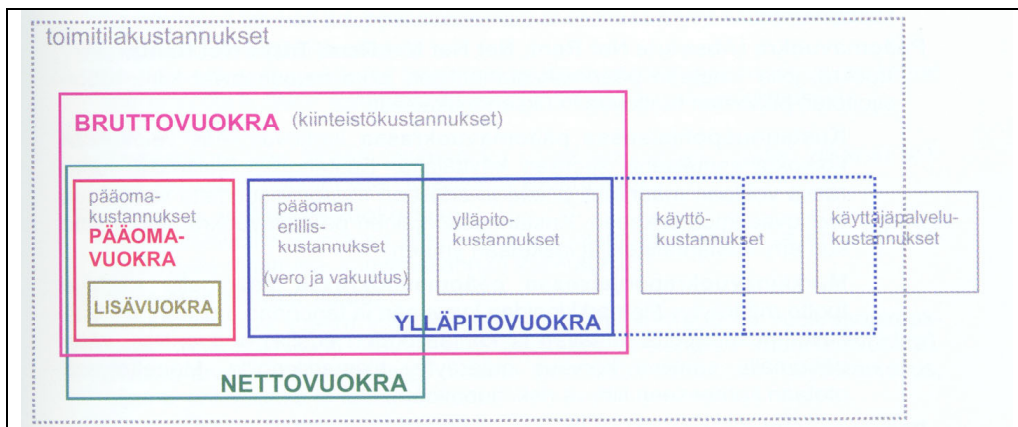 toimitilakustannukset
BRUTTOVUOKRA (kiinteistökustannukset)
pääoma-
kustannukset
PÄÄOMA-
VUOKRA
LISÄVUOKRA
pääoman
erillis-
kustannukset
(vero ja vakuutus)
ylläpito-
kustannukset
käyttö-
kustannukset
käyttäjäpalvelu-
kustannukset
YLLÄPITOVUOKRA
NETTOVUOKRA